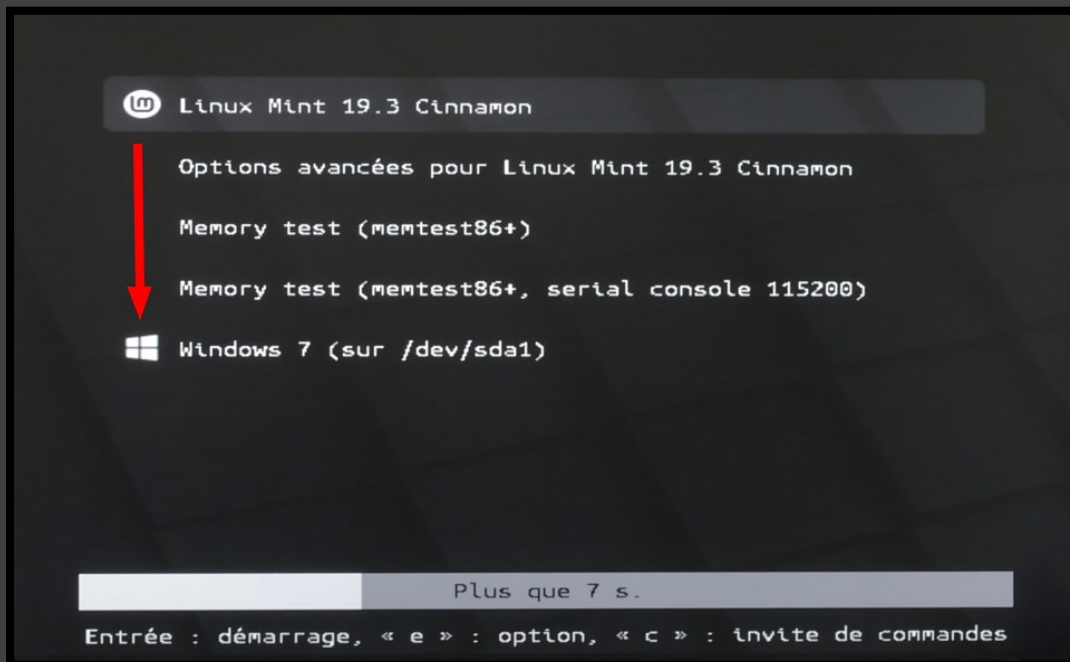 Linux Mint 19.3 Cinnamon
Options avancées pour Linux Mint 19.3 Cinnamon
Memory test (memtest86+)
Memory test (memtest86+, serial console 115200)
Windows 7 (sur /dev/sda1)
Plus que 7 s.
Entrée : démarrage, « e » : option, « c » : invite de commandes